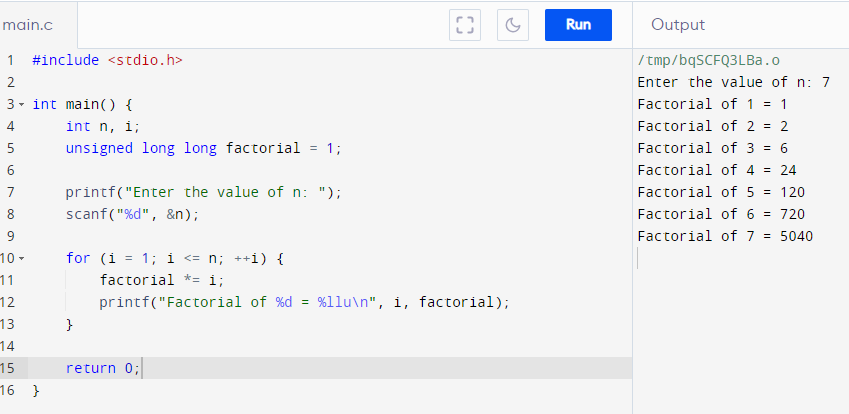 main.c
Run
Output
1 #include <stdio.h>
2
3 int main() {
4 int n, i;
5 unsigned long long factorial = 1;
6
7 printf("Enter the value of n: ");
8 scanf("%d", &n);
9
10 for (i = 1; i <= n; ++i) {
11 factorial *= i;
12 printf("Factorial of %d = %llu\n", i, factorial);
13 }
14
15 return 0;
16 }
/tmp/bqSCFQ3LBa.o
Enter the value of n: 7
Factorial of 1 = 1
Factorial of 2 = 2
Factorial of 3 = 6
Factorial of 4 = 24
Factorial of 5 = 120
Factorial of 6 = 720
Factorial of 7 = 5040